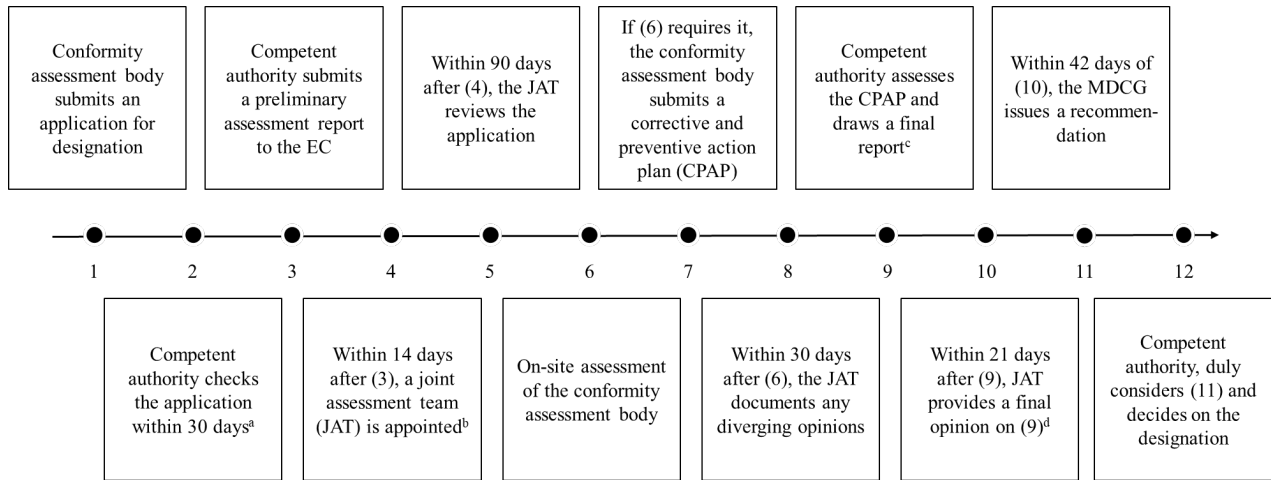 Conformity
assessment body
submits an
application for
designation
Competent
authority submits
a preliminary
assessment report
to the EC
Within 90 days
after (4), the JAT
reviews the
application
If (6) requires it,
the conformity
assessment body
submits a
corrective and
preventive action
plan (CPAP)
Competent
authority assesses
the CPAP and
draws a final
reportᶜ
Within 42 days of
(10), the MDCG
issues a recommen-
dation
1 2 3 4 5 6 7 8 9 10 11 12
Competent
authority checks
the application
within 30 daysᵃ
Within 14 days
after (3), a joint
assessment team
(JAT) is appointedᵇ
On-site assessment
of the conformity
assessment body
Within 30 days
after (6), the JAT
documents any
diverging opinions
Within 21 days
after (9), JAT
provides a final
opinion on (9)ᵈ
Competent
authority, duly
considers (11) and
decides on the
designation